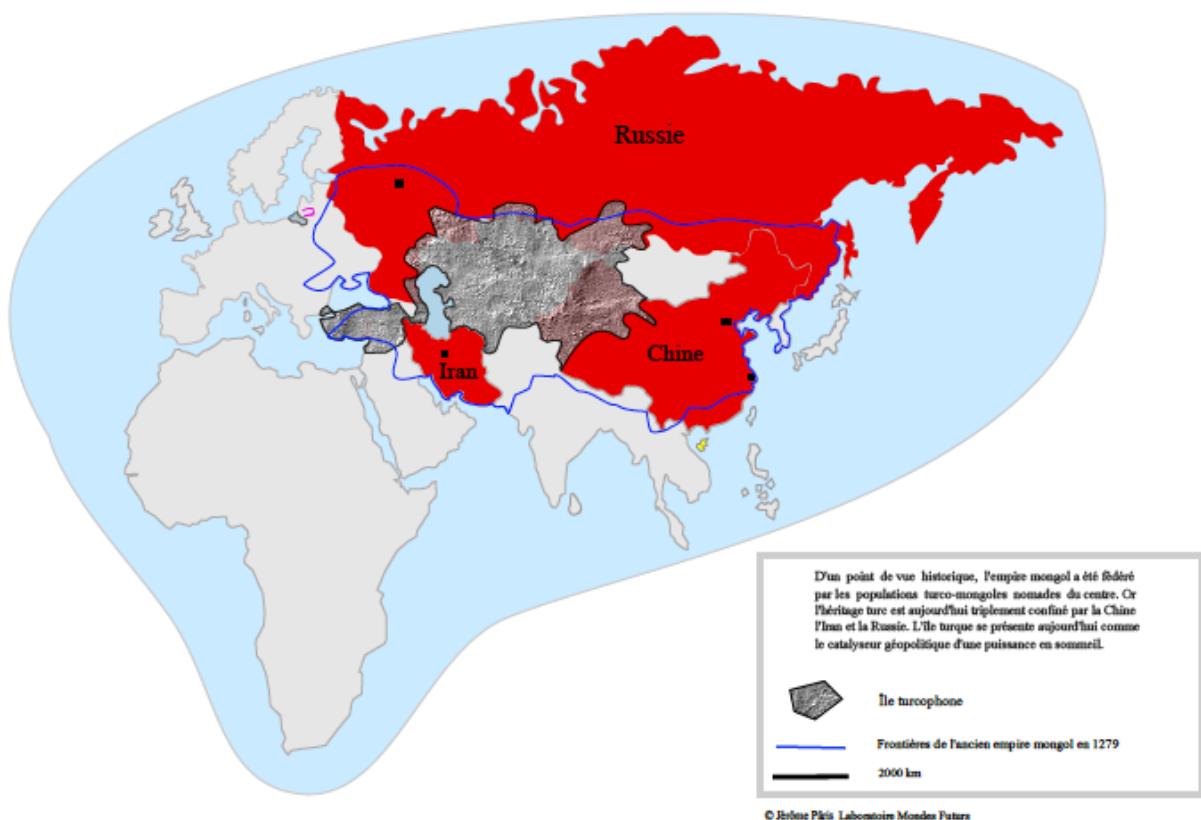 Russie
Chine
Iran
D'un point de vue historique, l'empire mongol a été fédéré
par les populations turco-mongoles nomades du centre. Or
l'héritage turc est aujourd'hui triplement confiné par la Chine
l'Iran et la Russie. L'île turque se présente aujourd'hui comme
le catalyseur géopolitique d'une puissance en sommeil.
Île turcophone
Frontières de l'ancien empire mongol en 1279
2000 km
© Jérôme Pâris Laboratoire Mondes Futurs